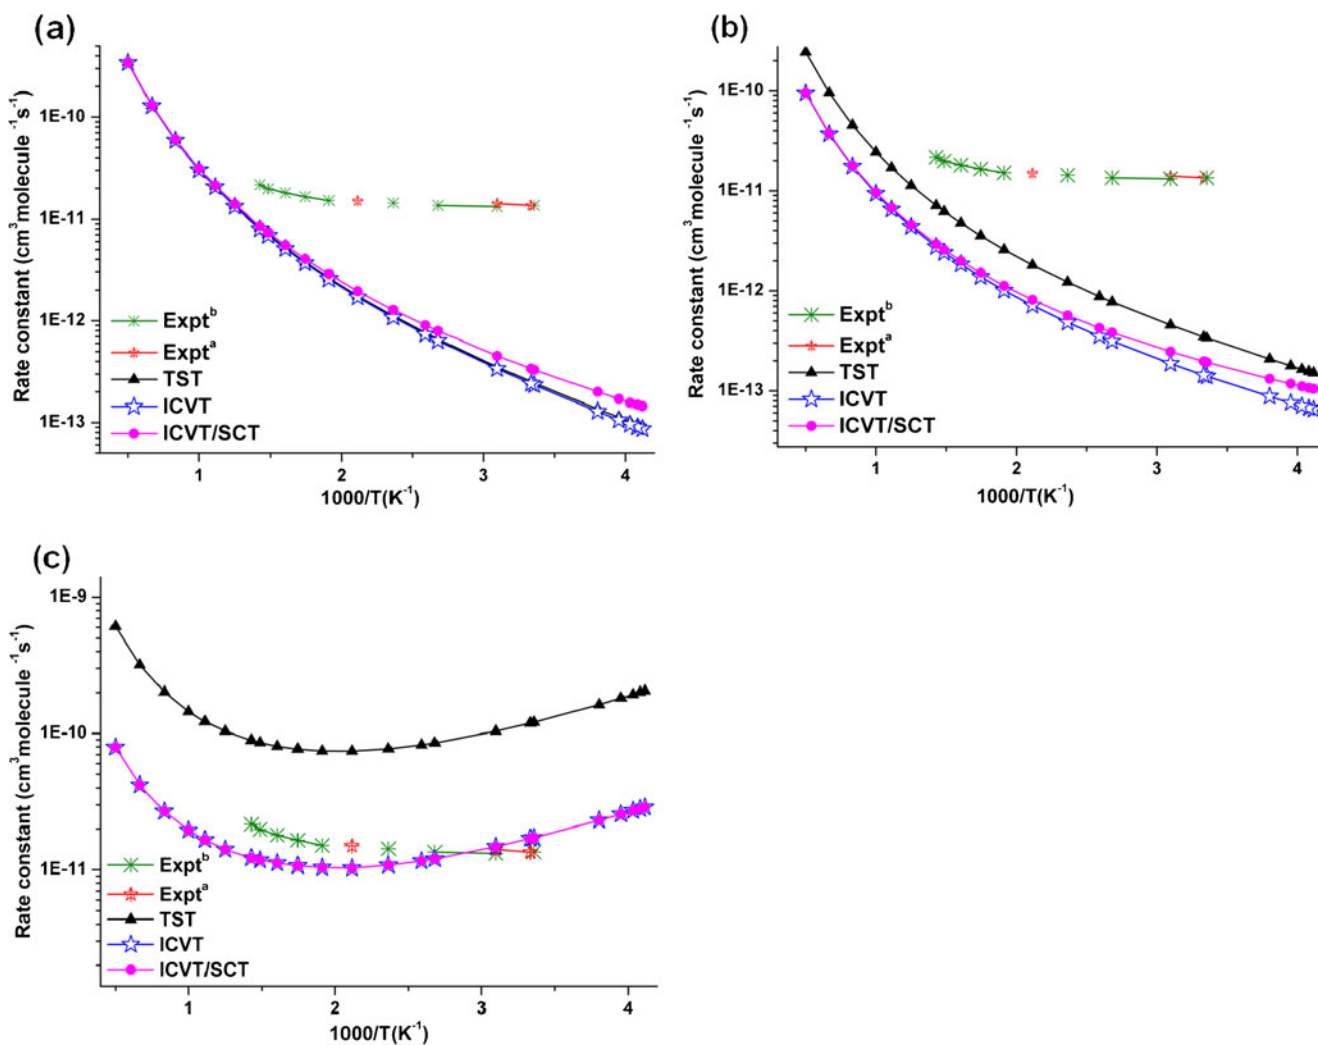 (a)
Rate constant (cm³molecule⁻¹s⁻¹)
1E-10
1E-11
1E-12
1E-13
Exptᵇ
Exptᵃ
TST
ICVT
ICVT/SCT
1 2 3 4
1000/T(K⁻¹)
(b)
Rate constant (cm³molecule⁻¹s⁻¹)
1E-10
1E-11
1E-12
1E-13
Exptᵇ
Exptᵃ
TST
ICVT
ICVT/SCT
1 2 3 4
1000/T(K⁻¹)
(c)
Rate constant (cm³molecule⁻¹s⁻¹)
1E-9
1E-10
1E-11
Exptᵇ
Exptᵃ
TST
ICVT
ICVT/SCT
1 2 3 4
1000/T(K⁻¹)